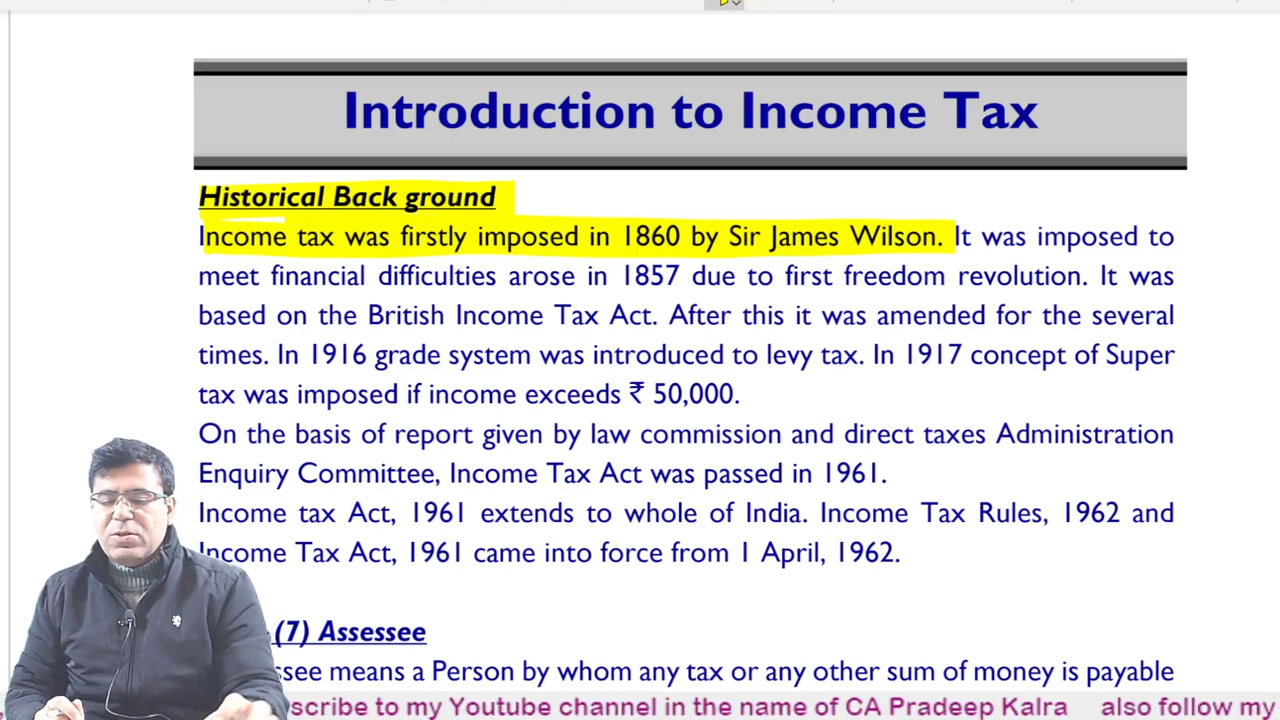 Introduction to Income Tax
Historical Back ground
Income tax was firstly imposed in 1860 by Sir James Wilson. It was imposed to
meet financial difficulties arose in 1857 due to first freedom revolution. It was
based on the British Income Tax Act. After this it was amended for the several
times. In 1916 grade system was introduced to levy tax. In 1917 concept of Super
tax was imposed if income exceeds ₹ 50,000.
On the basis of report given by law commission and direct taxes Administration
Enquiry Committee, Income Tax Act was passed in 1961.
Income tax Act, 1961 extends to whole of India. Income Tax Rules, 1962 and
Income Tax Act, 1961 came into force from 1 April, 1962.
(7) Assessee
means a Person by whom any tax or any other sum of money is payable
to my Youtube channel in the name of CA Pradeep Kalra also follow my